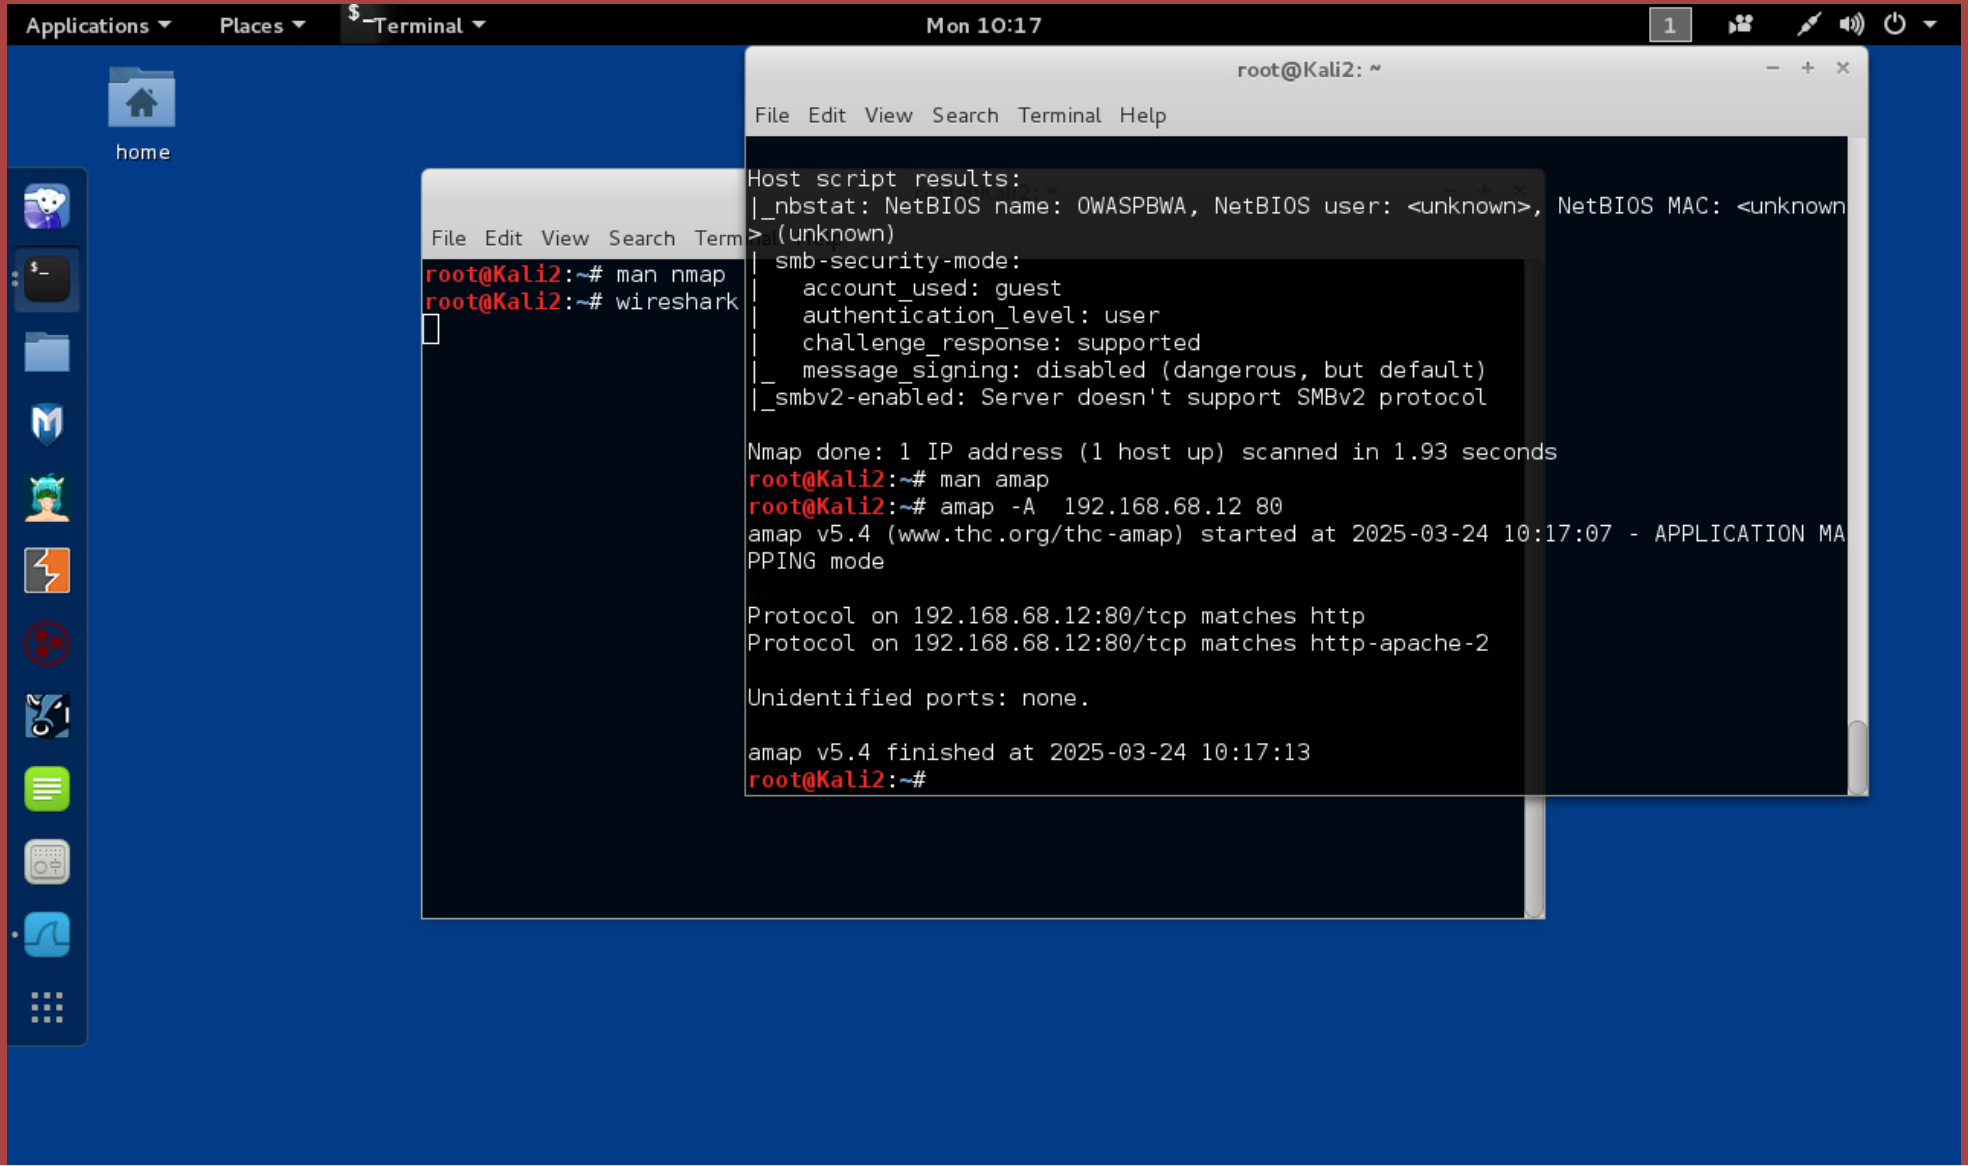 Applications Places $_Terminal Mon 10:17 1
home
root@Kali2: ~
File Edit View Search Terminal Help
Host script results:
|_nbstat: NetBIOS name: OWASPBWA, NetBIOS user: <unknown>, NetBIOS MAC: <unknown
> (unknown)
| smb-security-mode:
|   account_used: guest
|   authentication_level: user
|   challenge_response: supported
|_  message_signing: disabled (dangerous, but default)
|_smbv2-enabled: Server doesn't support SMBv2 protocol
Nmap done: 1 IP address (1 host up) scanned in 1.93 seconds
root@Kali2:~# man amap
root@Kali2:~# amap -A  192.168.68.12 80
amap v5.4 (www.thc.org/thc-amap) started at 2025-03-24 10:17:07 - APPLICATION MA
PPING mode
Protocol on 192.168.68.12:80/tcp matches http
Protocol on 192.168.68.12:80/tcp matches http-apache-2
Unidentified ports: none.
amap v5.4 finished at 2025-03-24 10:17:13
root@Kali2:~#
File Edit View Search Term
root@Kali2:~# man nmap
root@Kali2:~# wireshark
$_